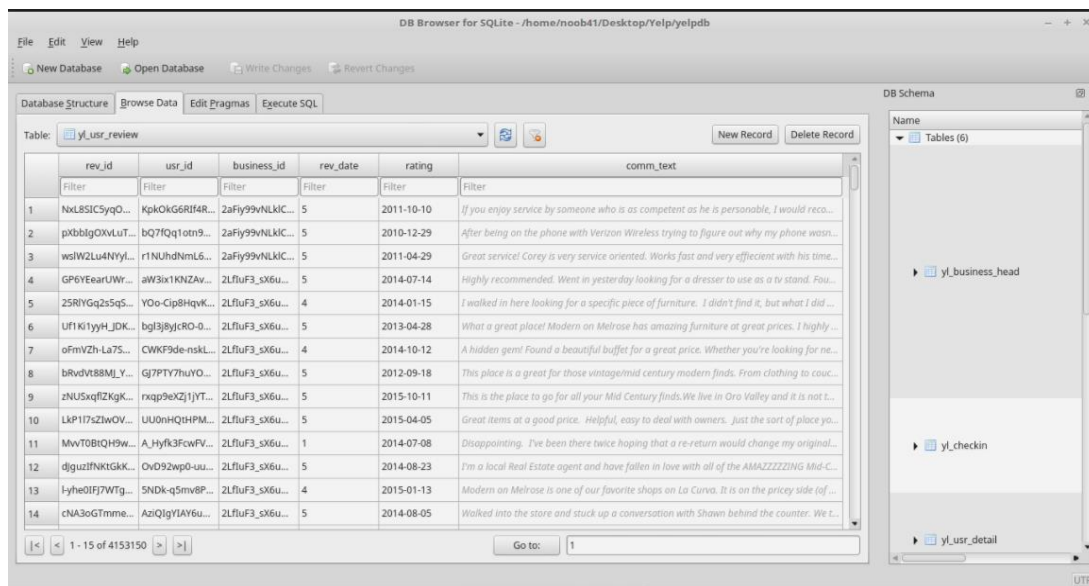 DB Browser for SQLite - /home/noob41/Desktop/Yelp/yelpdb
File Edit View Help
New Database Open Database Write Changes Revert Changes
Database Structure Browse Data Edit Pragmas Execute SQL
DB Schema
Table: yl_usr_review New Record Delete Record
Name
Tables (6)
rev_id usr_id business_id rev_date rating comm_text
Filter Filter Filter Filter Filter Filter
1 NxL8SIC5yqO... KpkOkG6RIf4R... 2aFiy99vNLklC... 5 2011-10-10 If you enjoy service by someone who is as competent as he is personable, I would reco...
2 pXbbIgOXvLuT... bQ7fQq1otn9... 2aFiy99vNLklC... 5 2010-12-29 After being on the phone with Verizon Wireless trying to figure out why my phone wasn...
3 wslW2Lu4NYyl... r1NUhdNmL6... 2aFiy99vNLklC... 5 2011-04-29 Great service! Corey is very service oriented. Works fast and very effiecient with his time...
4 GP6YEearUWr... aW3ix1KNZAv... 2LfIuF3_sX6u... 5 2014-07-14 Highly recommended. Went in yesterday looking for a dresser to use as a tv stand. Fou...
yl_business_head
5 25RlYGq2s5qS... YOo-Cip8HqvK... 2LfIuF3_sX6u... 4 2014-01-15 I walked in here looking for a specific piece of furniture. I didn't find it, but what I did ...
6 Uf1Ki1yyH_JDK... bgl3j8yJcRO-0... 2LfIuF3_sX6u... 5 2013-04-28 What a great place! Modern on Melrose has amazing furniture at great prices. I highly ...
7 oFmVZh-La7S... CWKF9de-nskL... 2LfIuF3_sX6u... 4 2014-10-12 A hidden gem! Found a beautiful buffet for a great price. Whether you're looking for ne...
8 bRvdVt88MJ_Y... GJ7PTY7huYO... 2LfIuF3_sX6u... 5 2012-09-18 This place is a great for those vintage/mid century modern finds. From clothing to couc...
9 zNUSxqflZKgK... rxqp9eXZj1jYT... 2LfIuF3_sX6u... 5 2015-10-11 This is the place to go for all your Mid Century finds.We live in Oro Valley and it is not t...
10 LkP1l7sZIwOV... UU0nHQtHPM... 2LfIuF3_sX6u... 5 2015-04-05 Great items at a good price. Helpful, easy to deal with owners. Just the sort of place yo...
11 MvvT0BtQH9w... A_Hyfk3FcwFV... 2LfIuF3_sX6u... 1 2014-07-08 Disappointing. I've been there twice hoping that a re-return would change my original...
yl_checkin
12 djguzIfNKtGkK... OvD92wp0-uu... 2LfIuF3_sX6u... 5 2014-08-23 I'm a local Real Estate agent and have fallen in love with all of the AMAZZZZZING Mid-C...
13 l-yhe0IFJ7WTg... 5NDk-q5mv8P... 2LfIuF3_sX6u... 4 2015-01-13 Modern on Melrose is one of our favorite shops on La Curva. It is on the pricey side (of ...
14 cNA3oGTmme... AziQIgYIAY6u... 2LfIuF3_sX6u... 5 2014-08-05 Walked into the store and stuck up a conversation with Shawn behind the counter. We t...
yl_usr_detail
1 - 15 of 4153150 Go to: 1